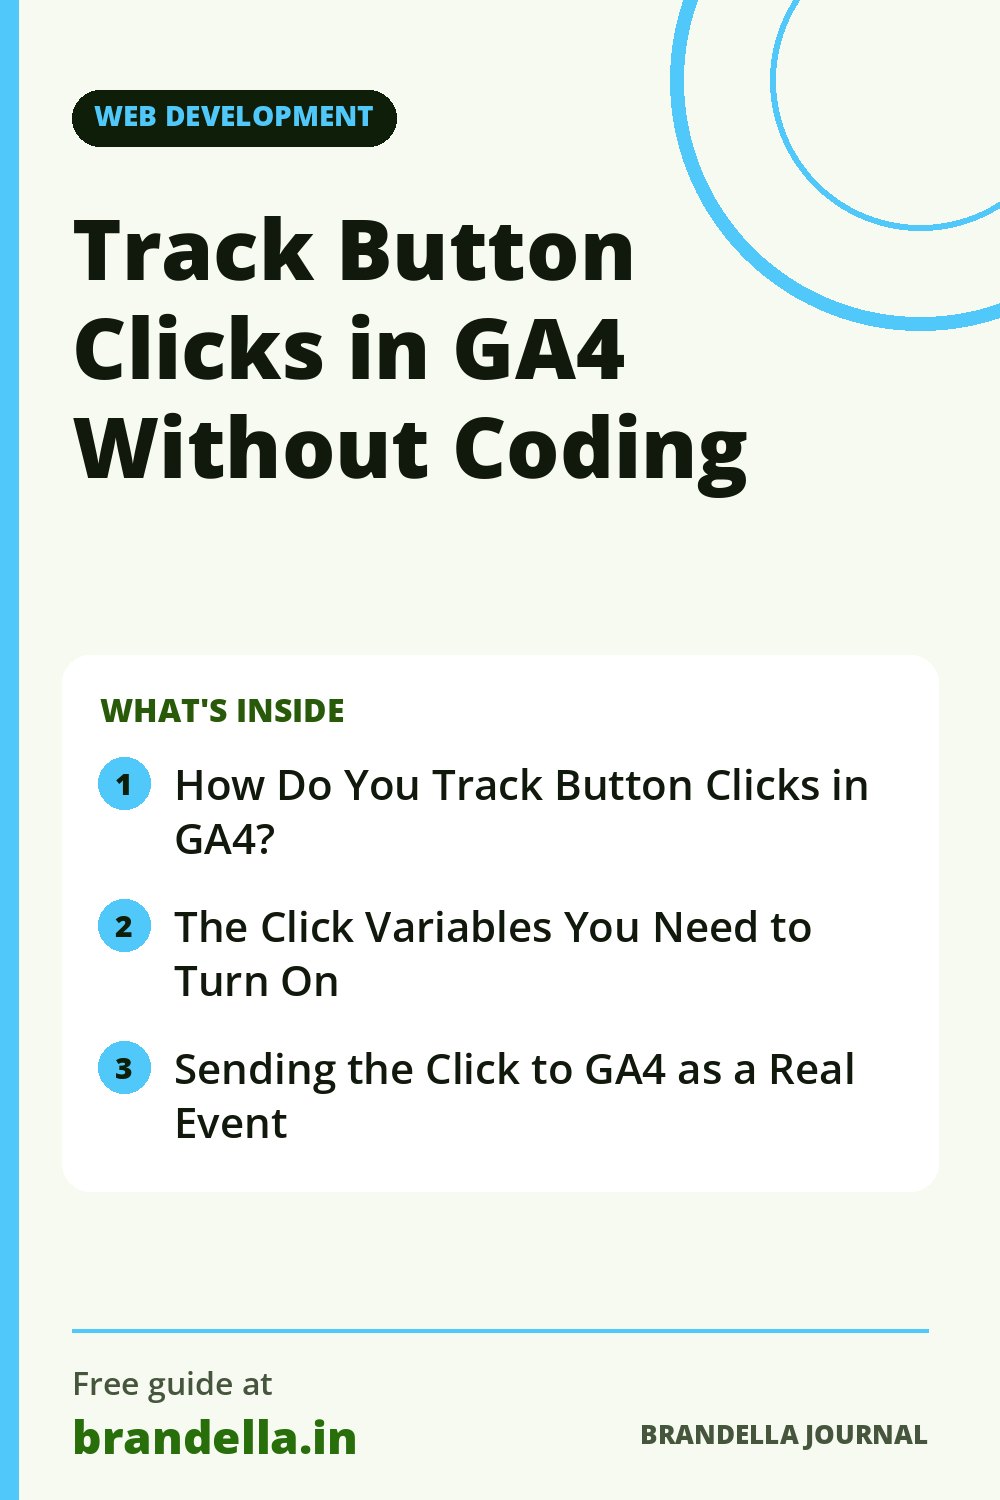 WEB DEVELOPMENT
Track Button
Clicks in GA4
Without Coding
WHAT'S INSIDE
1 How Do You Track Button Clicks in
GA4?
2 The Click Variables You Need to
Turn On
3 Sending the Click to GA4 as a Real
Event
Free guide at
brandella.in
BRANDELLA JOURNAL